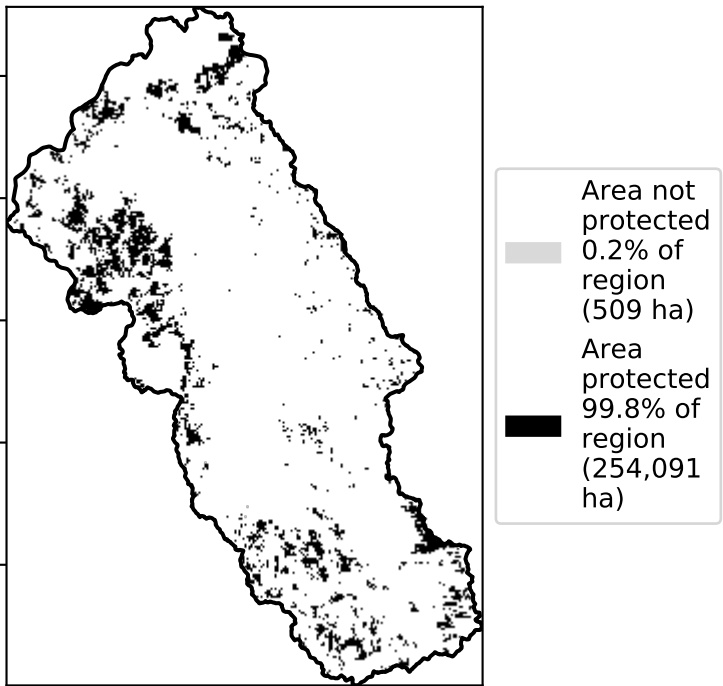 Area not
protected
0.2% of
region
(509 ha)
Area
protected
99.8% of
region
(254,091
ha)